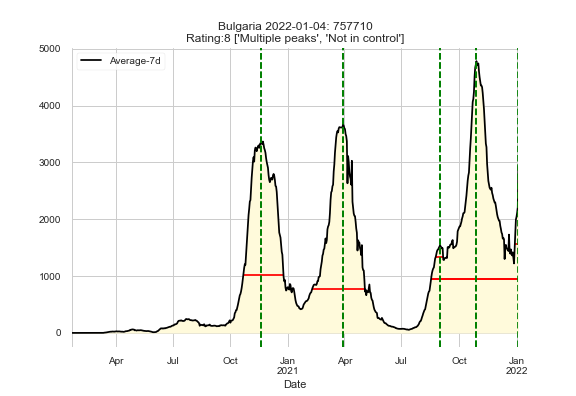 Bulgaria 2022-01-04: 757710
Rating:8 ['Multiple peaks', 'Not in control']
5000
Average-7d
4000
3000
2000
1000
0
Apr Jul Oct Jan Apr Jul Oct Jan
2021 2022
Date